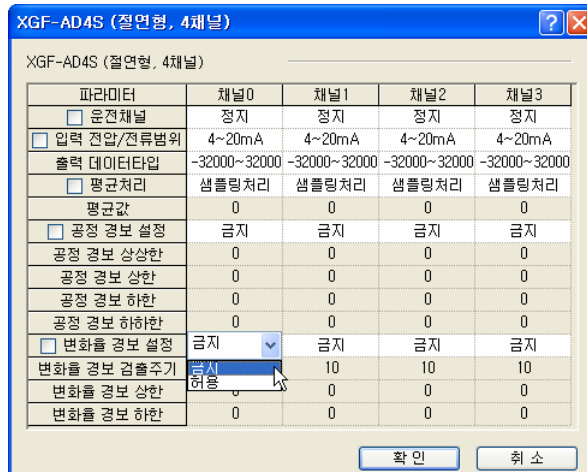 XGF-AD4S (절연형, 4채널)
XGF-AD4S (절연형, 4채널)
파라미터 채널0 채널1 채널2 채널3
운전채널 정지 정지 정지 정지
입력 전압/전류범위 4~20mA 4~20mA 4~20mA 4~20mA
출력 데이터타입 -32000~32000 -32000~32000 -32000~32000 -32000~32000
평균처리 샘플링처리 샘플링처리 샘플링처리 샘플링처리
평균값 0 0 0 0
공정 경보 설정 금지 금지 금지 금지
공정 경보 상상한 0 0 0 0
공정 경보 상한 0 0 0 0
공정 경보 하한 0 0 0 0
공정 경보 하하한 0 0 0 0
변화율 경보 설정 금지 금지 금지 금지
변화율 경보 검출주기 금지 10 10 10
허용
변화율 경보 상한 0 0 0 0
변화율 경보 하한 0 0 0 0
확인 취소